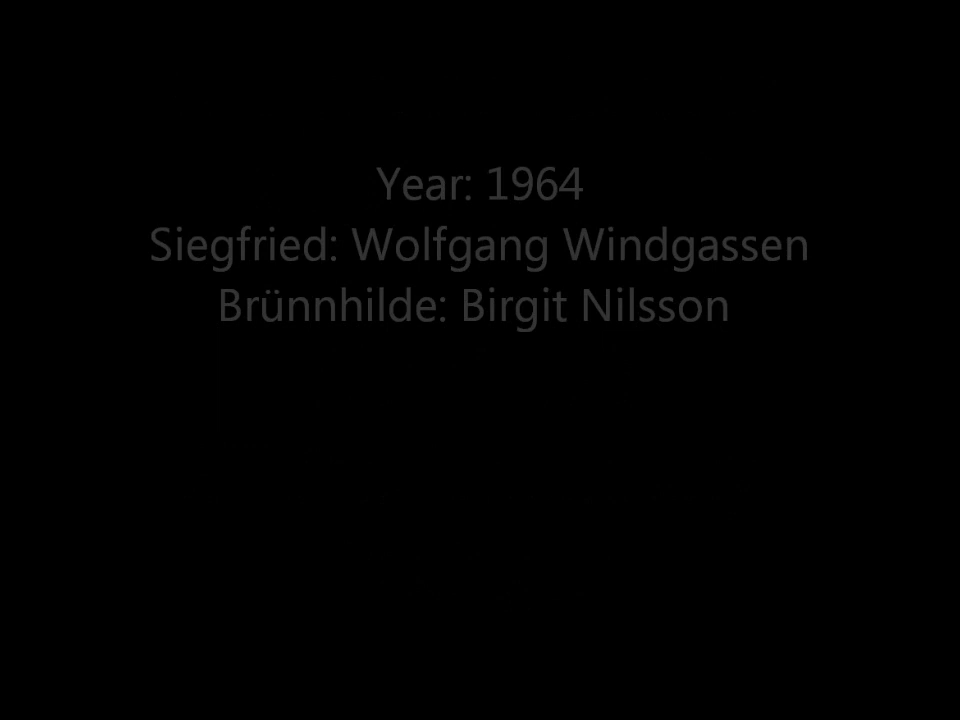 Year: 1964
Siegfried: Wolfgang Windgassen
Brünnhilde: Birgit Nilsson